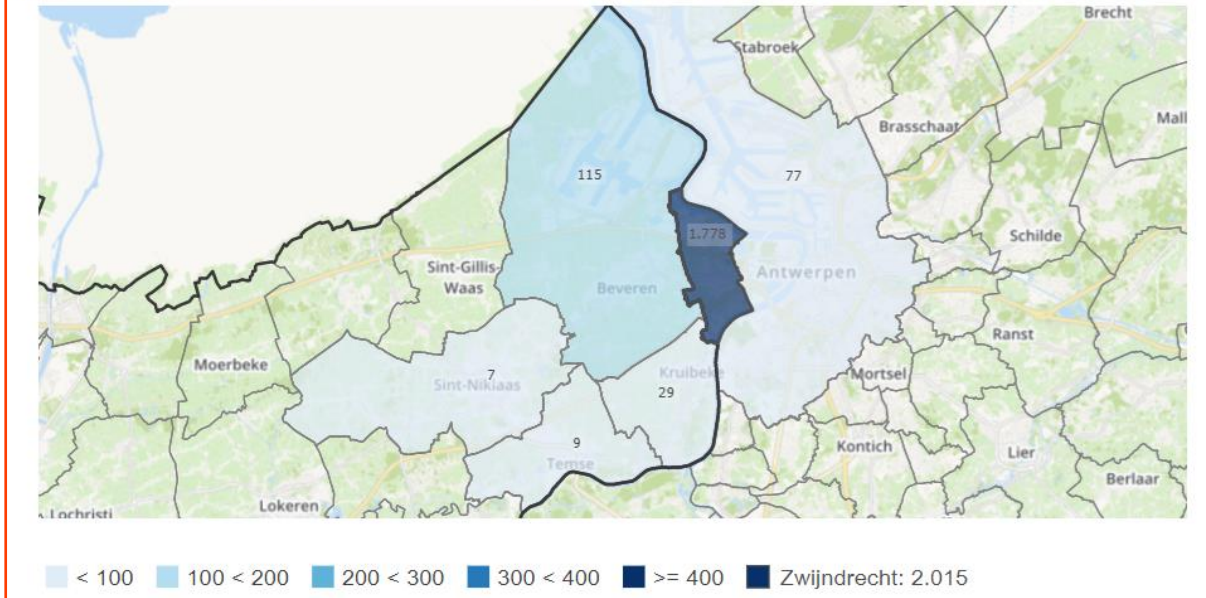 Brecht
Stabroek
Brasschaat
Mall
115
77
1.778
Schilde
Sint-Gillis-
Waas
Antwerpen
Beveren
Ranst
Moerbeke
Kruibeke
Mortsel
7
Sint-Niklaas
29
9
Kontich
Lier
Temse
Berlaar
Lokeren
Lochristi
< 100 100 < 200 200 < 300 300 < 400 >= 400 Zwijndrecht: 2.015